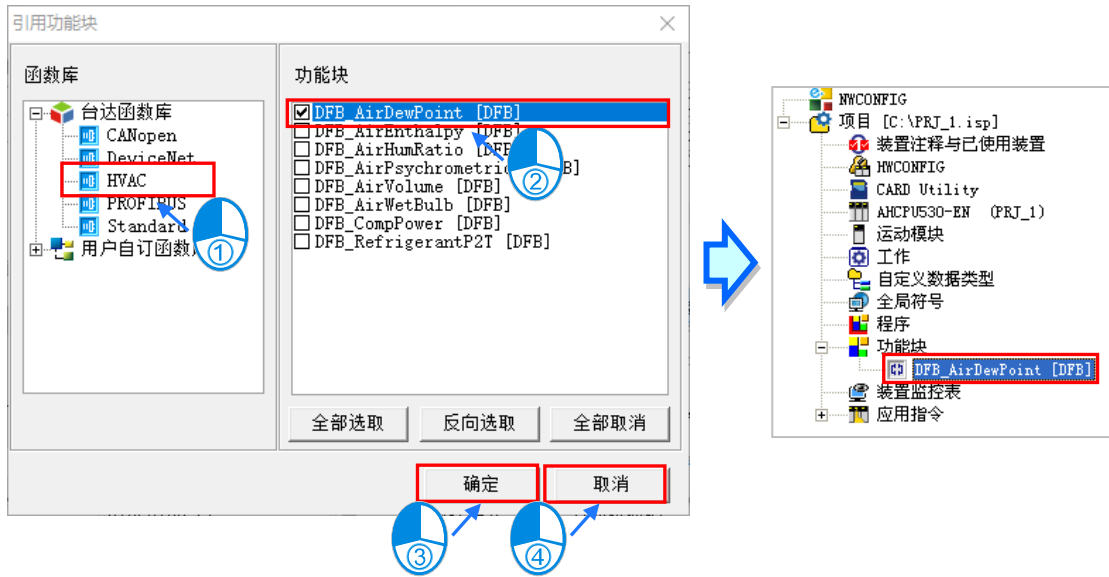 引用功能块
函数库
台达函数库
CANopen
DeviceNet
HVAC
PROFIBUS
Standard
用户自订函数
①
功能块
DFB_AirDewPoint [DFB]
DFB_AirEnthalpy [DFB]
DFB_AirHumRatio [DFB]
DFB_AirPsychrometric B]
DFB_AirVolume [DFB]
DFB_AirWetBulb [DFB]
DFB_CompPower [DFB]
DFB_RefrigerantP2T [DFB]
②
全部选取 反向选取 全部取消
确定 取消
③ ④
NWCONFIG
项目 [C:\PRJ_1.isp]
装置注释与已使用装置
HWCONFIG
CARD Utility
AHCPU530-EN (PRJ_1)
运动模块
工作
自定义数据类型
全局符号
程序
功能块
DFB_AirDewPoint [DFB]
装置监控表
应用指令